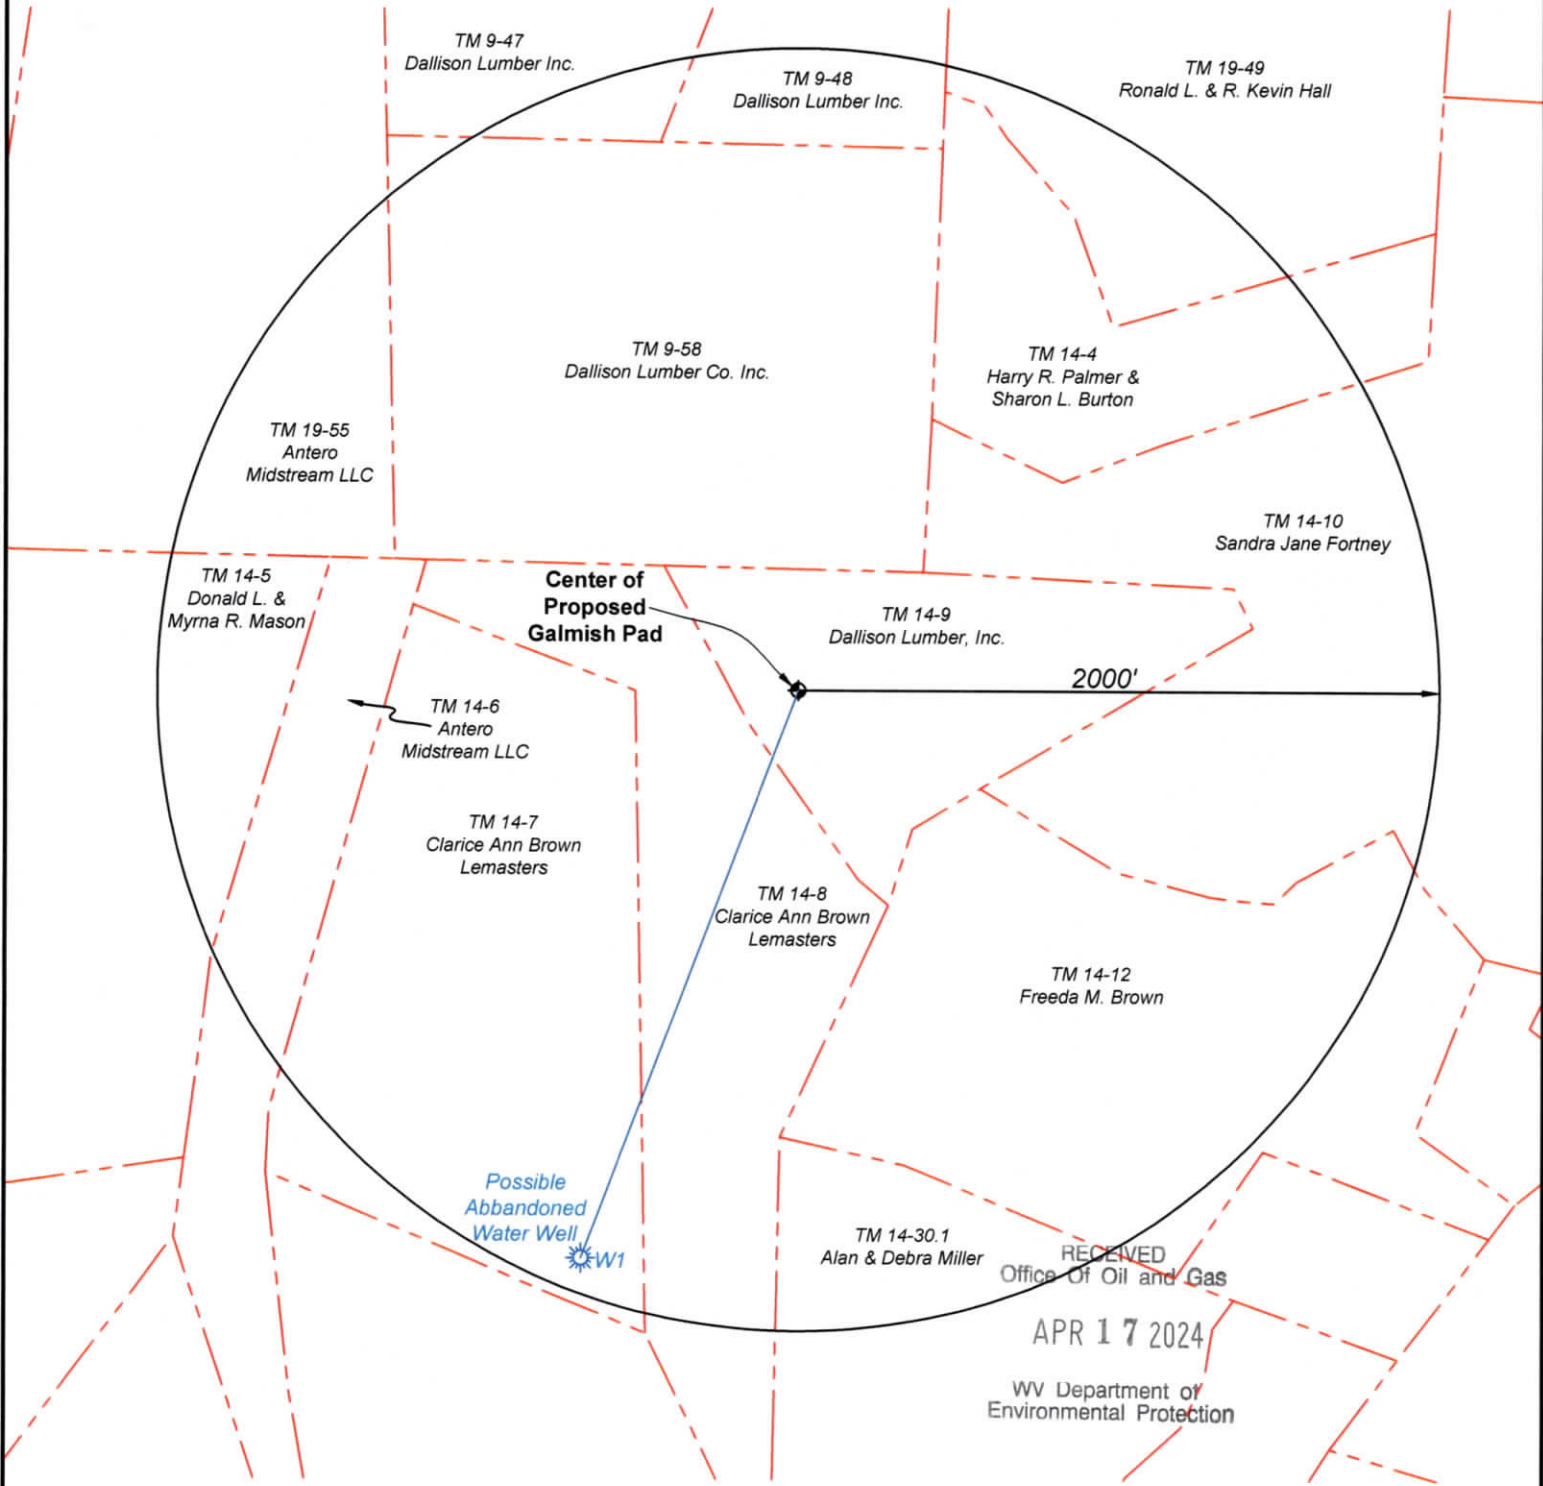 TM 9-47
Dallison Lumber Inc.
TM 9-48
Dallison Lumber Inc.
TM 19-49
Ronald L. & R. Kevin Hall
TM 9-58
Dallison Lumber Co. Inc.
TM 14-4
Harry R. Palmer &
Sharon L. Burton
TM 19-55
Antero
Midstream LLC
TM 14-10
Sandra Jane Fortney
TM 14-5
Donald L. &
Myrna R. Mason
Center of
Proposed
Galmish Pad
TM 14-9
Dallison Lumber, Inc.
2000'
TM 14-6
Antero
Midstream LLC
TM 14-7
Clarice Ann Brown
Lemasters
TM 14-8
Clarice Ann Brown
Lemasters
TM 14-12
Freeda M. Brown
Possible
Abbandoned
Water Well
W1
TM 14-30.1
Alan & Debra Miller
RECEIVED
Office Of Oil and Gas
APR 17 2024
WV Department of
Environmental Protection